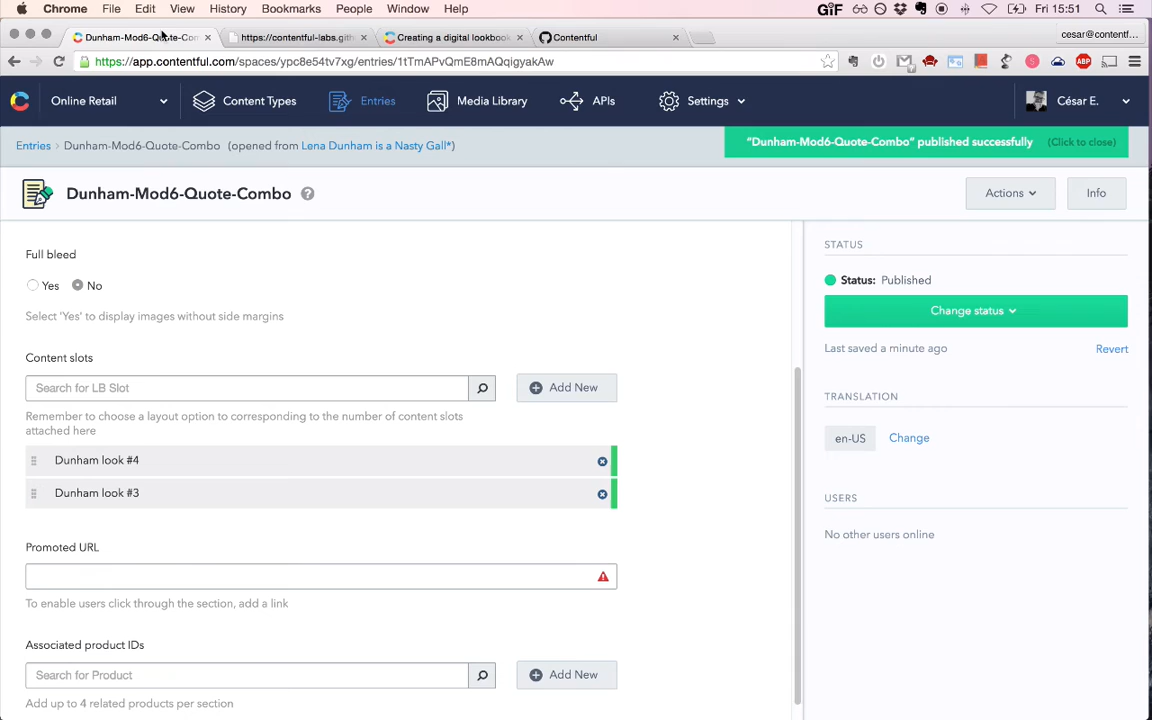 Chrome File Edit View History Bookmarks People Window Help GIF Fri 15:51
Dunham-Mod6-Quote-Com https://contentful-labs.gith Creating a digital lookbook Contentful cesar@contentf...
https://app.contentful.com/spaces/ypc8e54tv7xg/entries/1tTmAPvQmE8mAQqigyakAw
Online Retail Content Types Entries Media Library APIs Settings César E.
Entries > Dunham-Mod6-Quote-Combo (opened from Lena Dunham is a Nasty Gall*) "Dunham-Mod6-Quote-Combo" published successfully (Click to close)
Dunham-Mod6-Quote-Combo ? Actions Info
Full bleed
Yes No
Select 'Yes' to display images without side margins
Content slots
Search for LB Slot Add New
Remember to choose a layout option to corresponding to the number of content slots
attached here
Dunham look #4
Dunham look #3
Promoted URL
To enable users click through the section, add a link
Associated product IDs
Search for Product Add New
Add up to 4 related products per section
STATUS
Status: Published
Change status
Last saved a minute ago Revert
TRANSLATION
en-US Change
USERS
No other users online